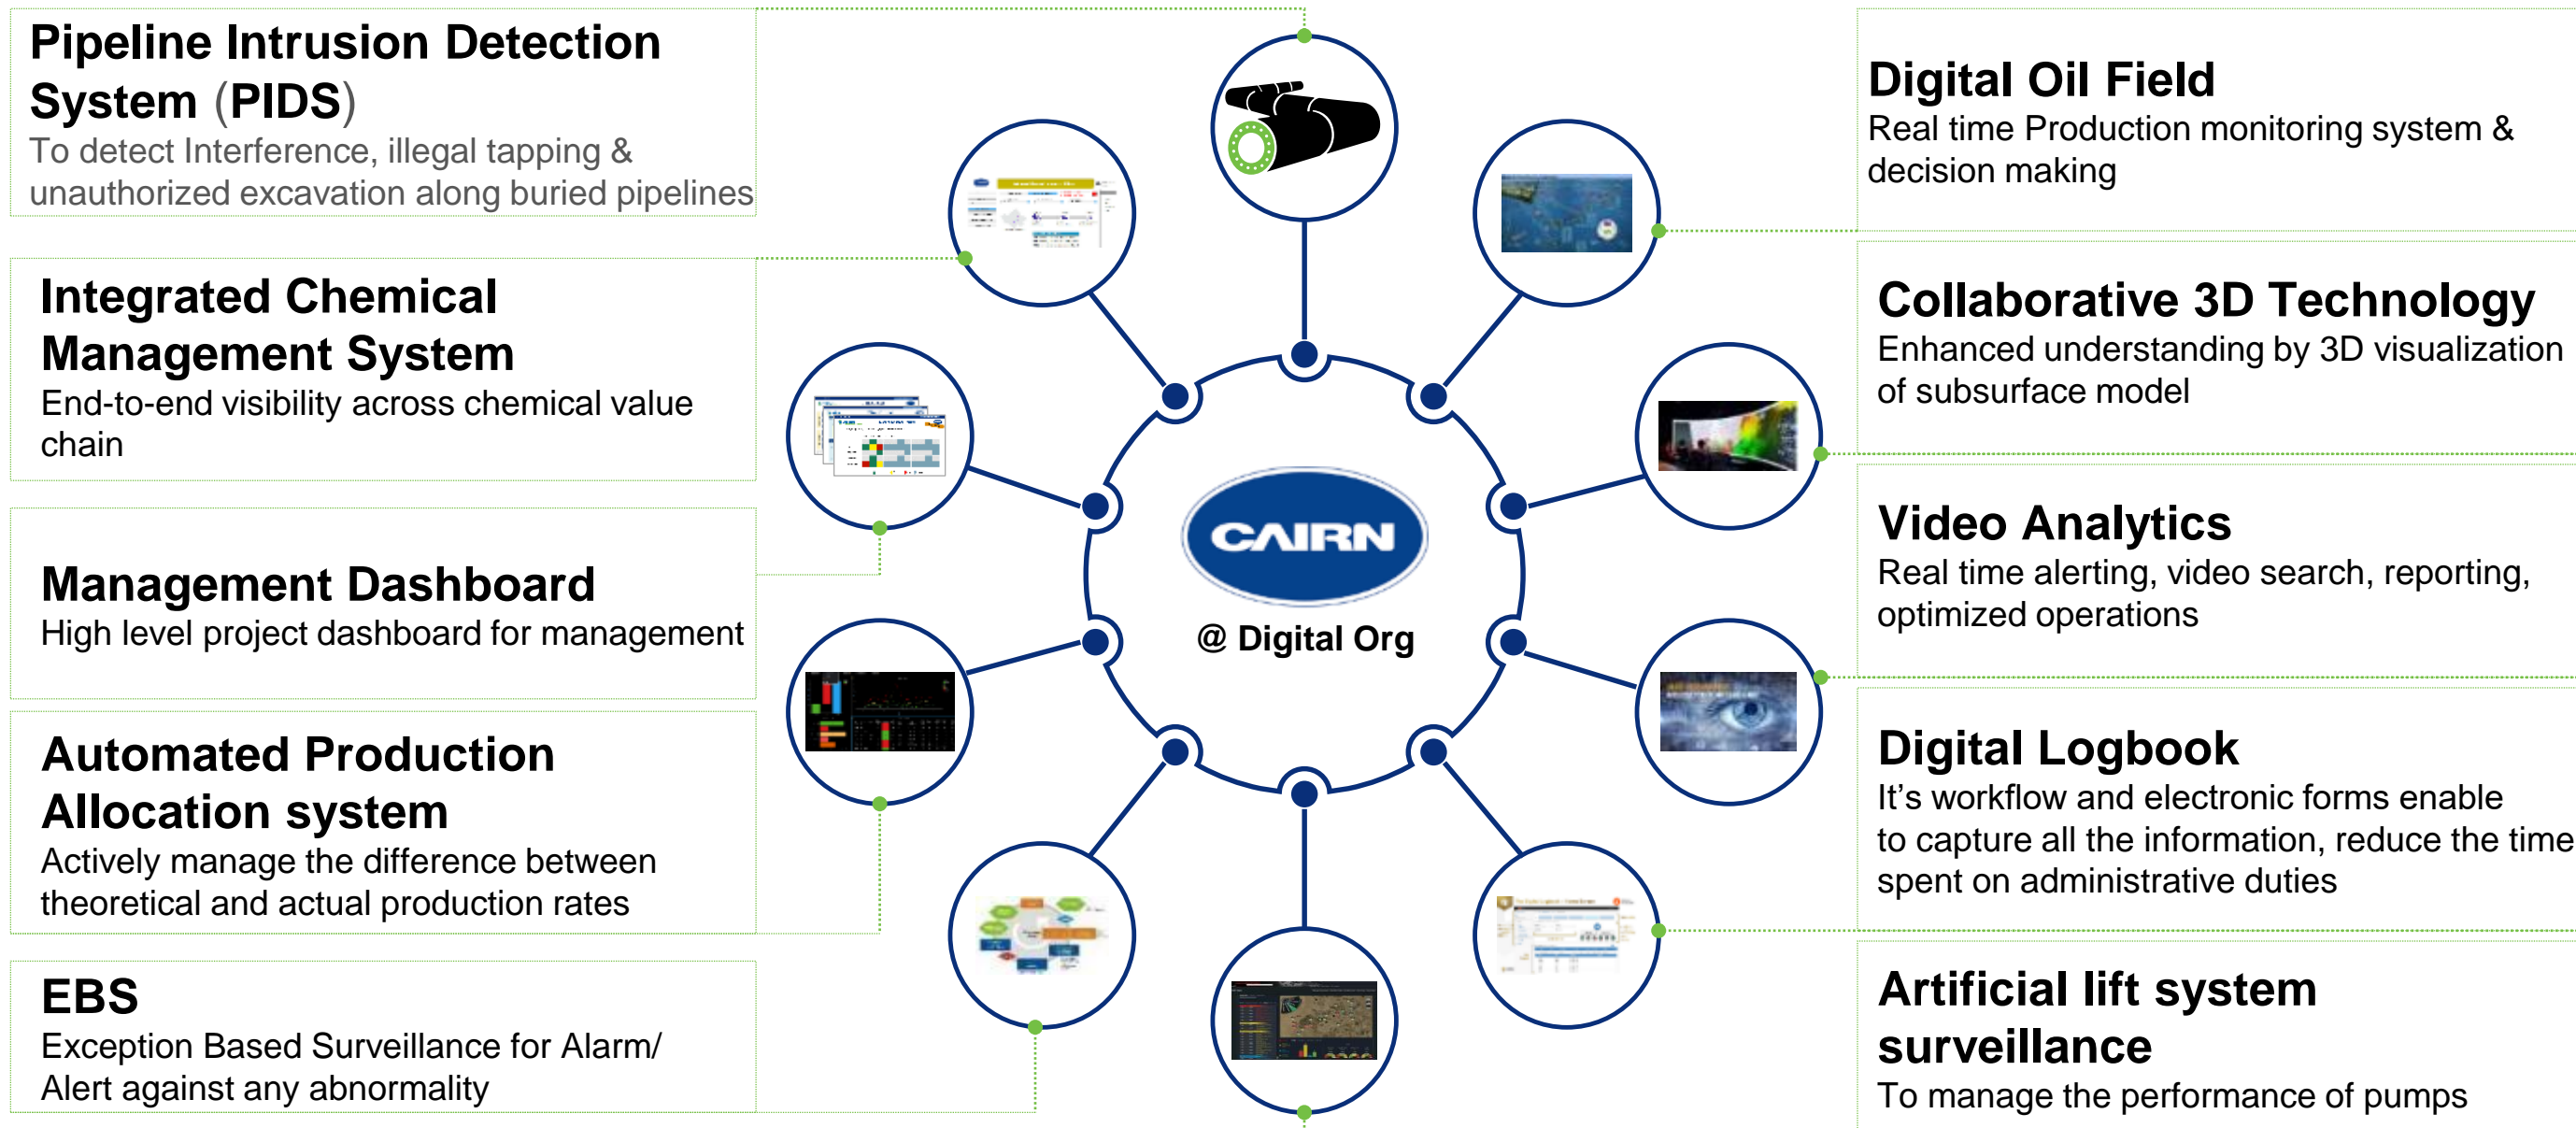 Pipeline Intrusion Detection
System (PIDS)
To detect Interference, illegal tapping &
unauthorized excavation along buried pipelines
Integrated Chemical
Management System
End-to-end visibility across chemical value
chain
Management Dashboard
High level project dashboard for management
Automated Production
Allocation system
Actively manage the difference between
theoretical and actual production rates
EBS
Exception Based Surveillance for Alarm/
Alert against any abnormality
CAIRN
@ Digital Org
Digital Oil Field
Real time Production monitoring system &
decision making
Collaborative 3D Technology
Enhanced understanding by 3D visualization
of subsurface model
Video Analytics
Real time alerting, video search, reporting,
optimized operations
Digital Logbook
It’s workflow and electronic forms enable
to capture all the information, reduce the time
spent on administrative duties
Artificial lift system
surveillance
To manage the performance of pumps